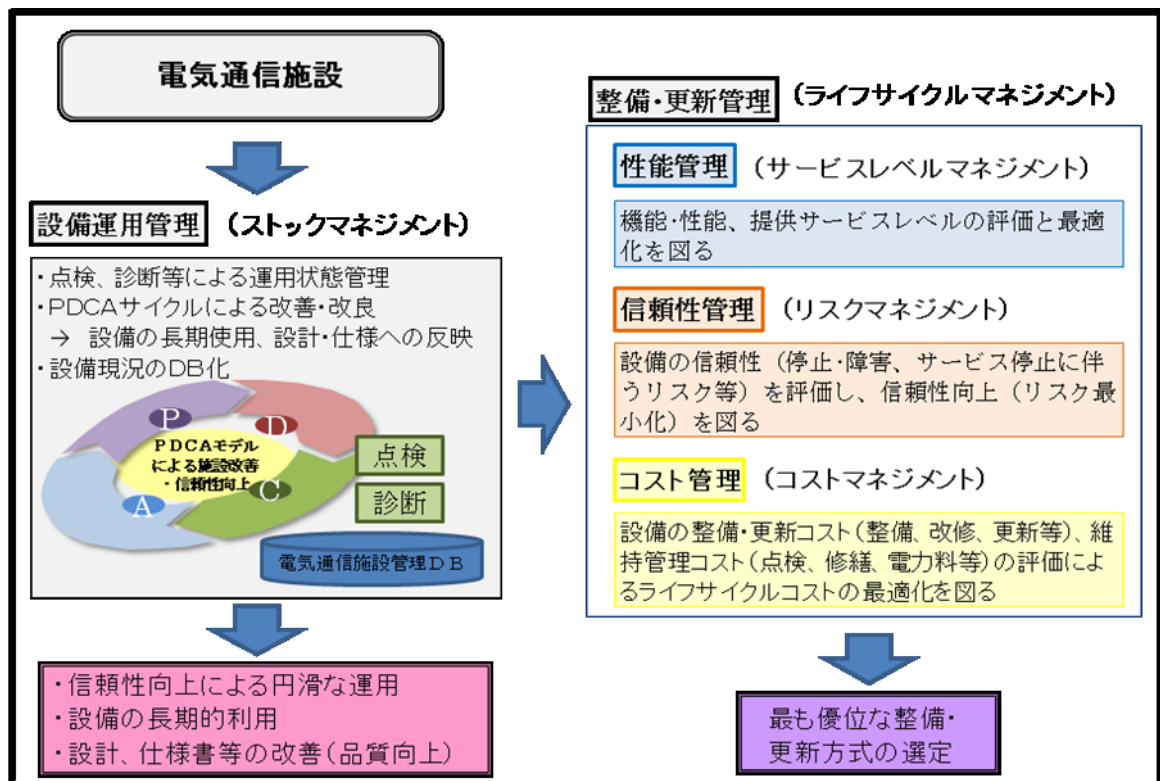 電気通信施設
設備運用管理 (ストックマネジメント)
・点検、診断等による運用状態管理
・PDCAサイクルによる改善・改良
→ 設備の長期使用、設計・仕様への反映
・設備現況のDB化
P
D
PDCAモデル
による施設改善
・信頼性向上
A
C
点検
診断
電気通信施設管理DB
・信頼性向上による円滑な運用
・設備の長期的利用
・設計、仕様書等の改善(品質向上)
整備・更新管理 (ライフサイクルマネジメント)
性能管理 (サービスレベルマネジメント)
機能・性能、提供サービスレベルの評価と最適
化を図る
信頼性管理 (リスクマネジメント)
設備の信頼性(停止・障害、サービス停止に伴
うリスク等)を評価し、信頼性向上(リスク最
小化)を図る
コスト管理 (コストマネジメント)
設備の整備・更新コスト(整備、改修、更新等)、維
持管理コスト(点検、修繕、電力料等)の評価によ
るライフサイクルコストの最適化を図る
最も優位な整備・
更新方式の選定